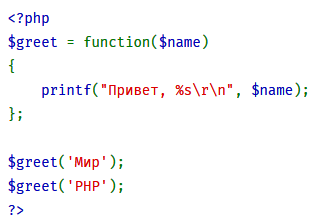 <?php
$greet = function($name)
{
    printf("Привет, %s\r\n", $name);
};

$greet('Мир');
$greet('PHP');
?>